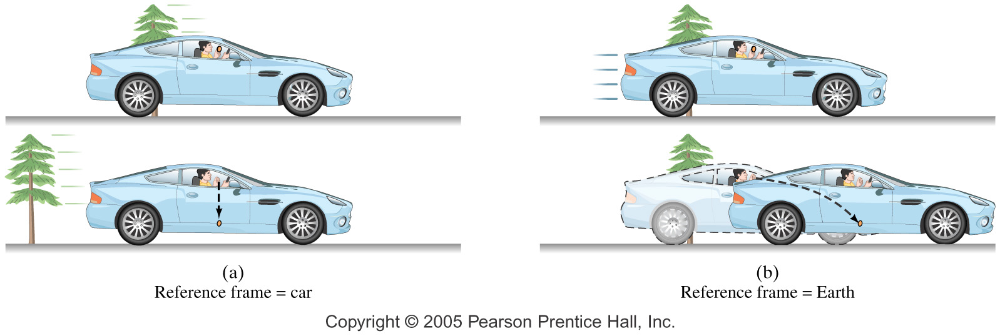 (a)
Reference frame = car
(b)
Reference frame = Earth
Copyright © 2005 Pearson Prentice Hall, Inc.